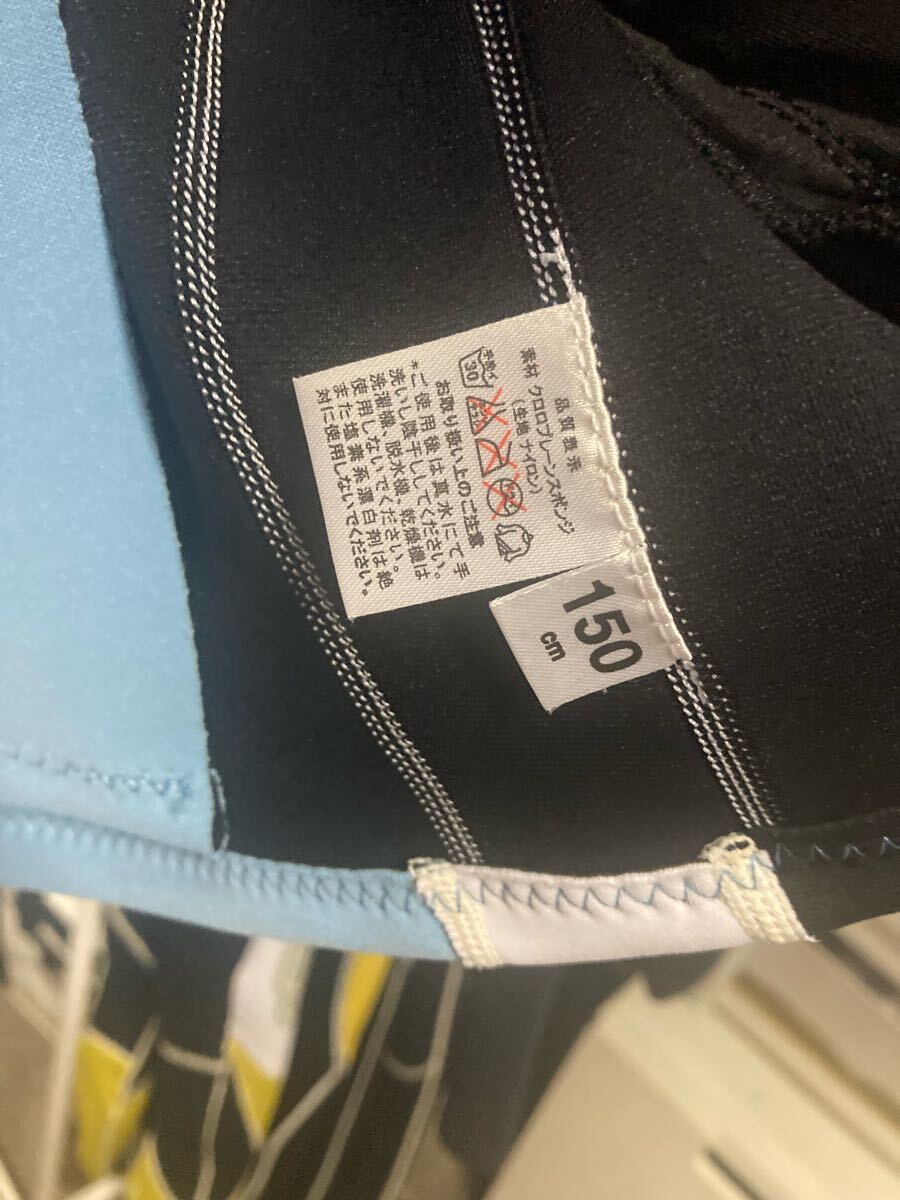 品質表示
素材 クロロプレーンスポンジ
(生地 ナイロン)
手洗イ
30
お取り扱い上のご注意
*ご使用後は真水にて手
洗いし陰干してください。
洗濯機、脱水機、乾燥機は
使用しないでください。
また塩素系漂白剤は絶
対に使用しないでください。
150
cm